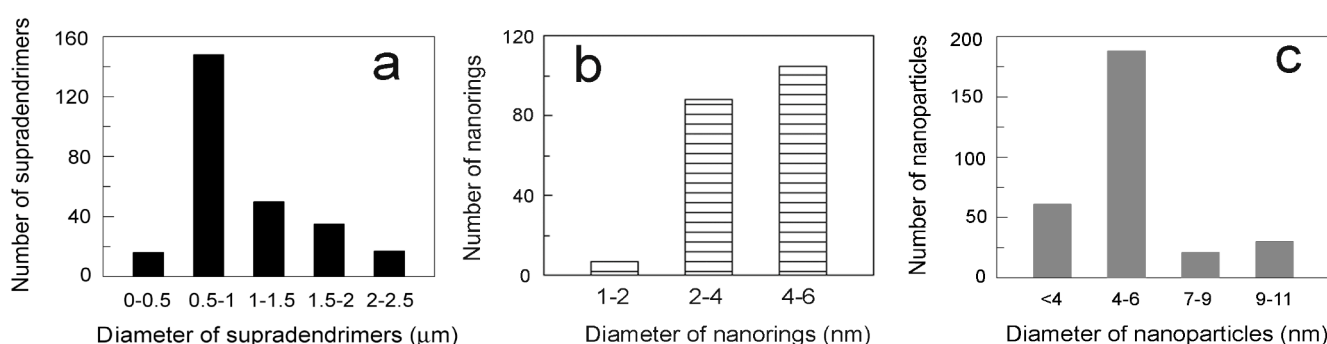 a
160
120
80
40
0
Number of supradendrimers
0-0.5 0.5-1 1-1.5 1.5-2 2-2.5
Diameter of supradendrimers (μm)
b
120
80
40
0
Number of nanorings
1-2 2-4 4-6
Diameter of nanorings (nm)
c
200
150
100
50
0
Number of nanoparticles
<4 4-6 7-9 9-11
Diameter of nanoparticles (nm)